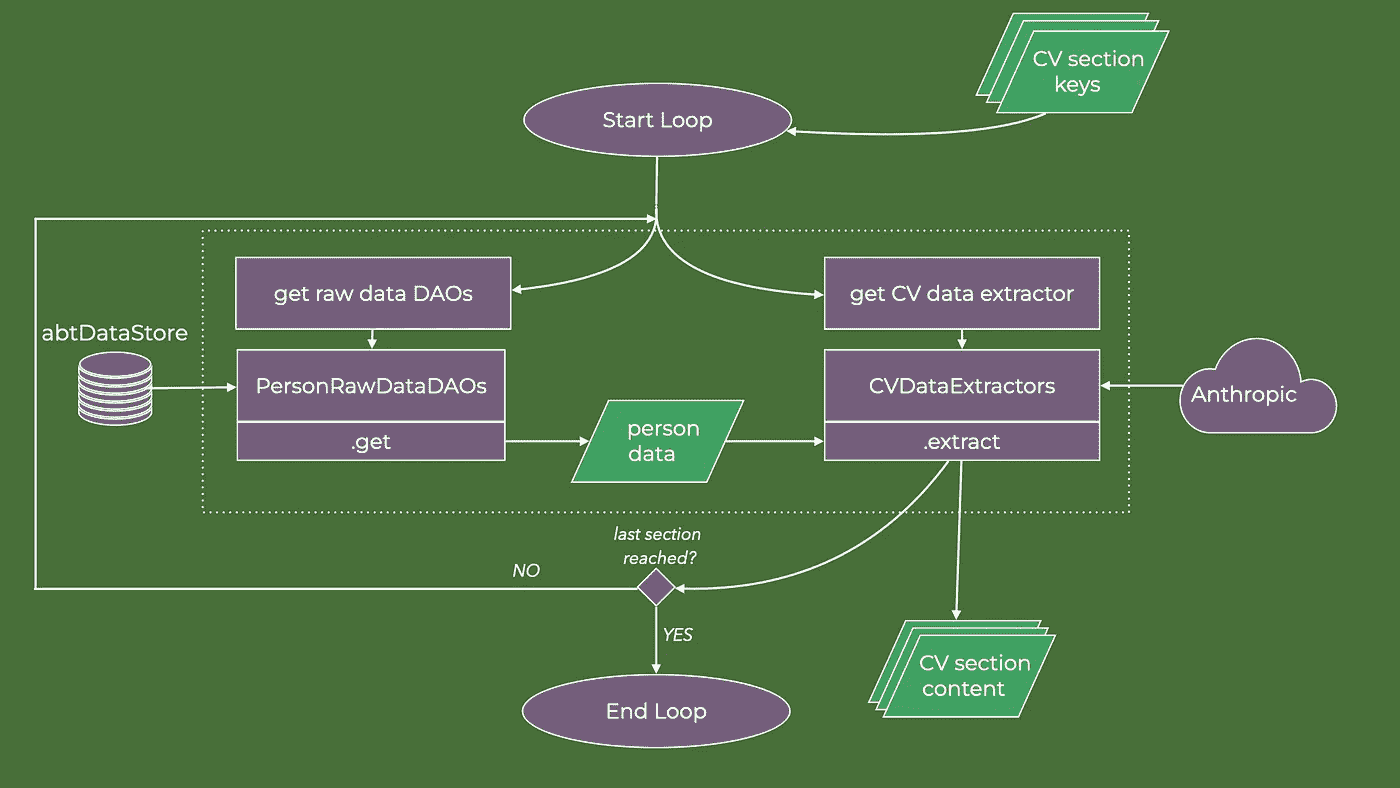 CV section
keys
Start Loop
get raw data DAOs
get CV data extractor
abtDataStore
PersonRawDataDAOs
CVDataExtractors
Anthropic
person
data
.get
.extract
last section
reached?
NO
YES
CV section
content
End Loop